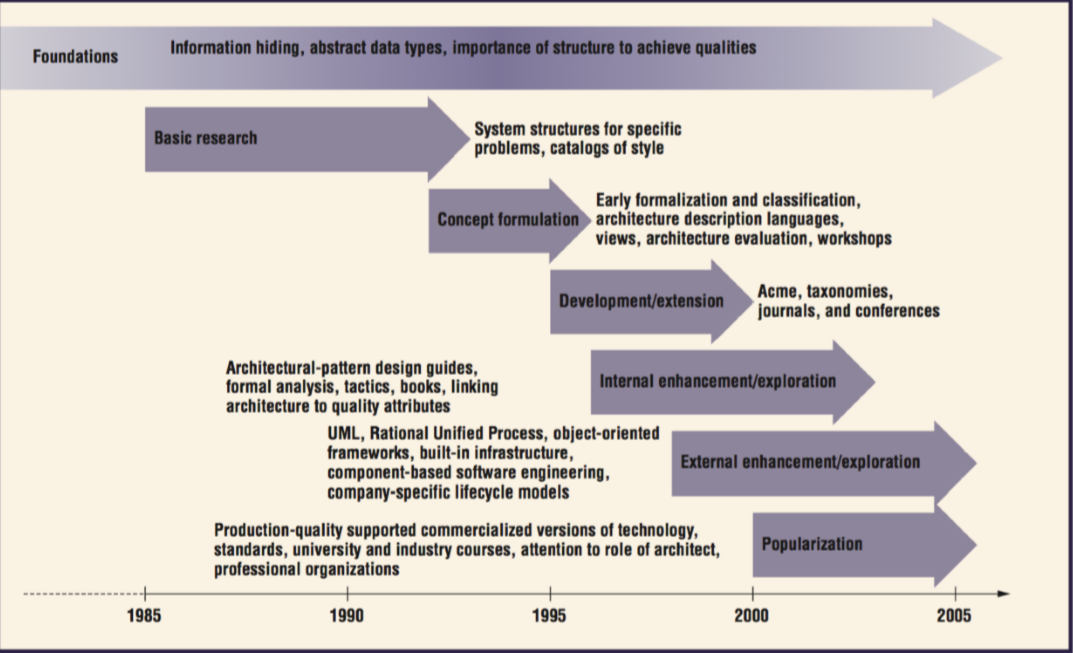 Foundations
Information hiding, abstract data types, importance of structure to achieve qualities
Basic research
System structures for specific
problems, catalogs of style
Concept formulation
Early formalization and classification,
architecture description languages,
views, architecture evaluation, workshops
Development/extension
Acme, taxonomies,
journals, and conferences
Architectural-pattern design guides,
formal analysis, tactics, books, linking
architecture to quality attributes
Internal enhancement/exploration
UML, Rational Unified Process, object-oriented
frameworks, built-in infrastructure,
component-based software engineering,
company-specific lifecycle models
External enhancement/exploration
Production-quality supported commercialized versions of technology,
standards, university and industry courses, attention to role of architect,
professional organizations
Popularization
1985
1990
1995
2000
2005